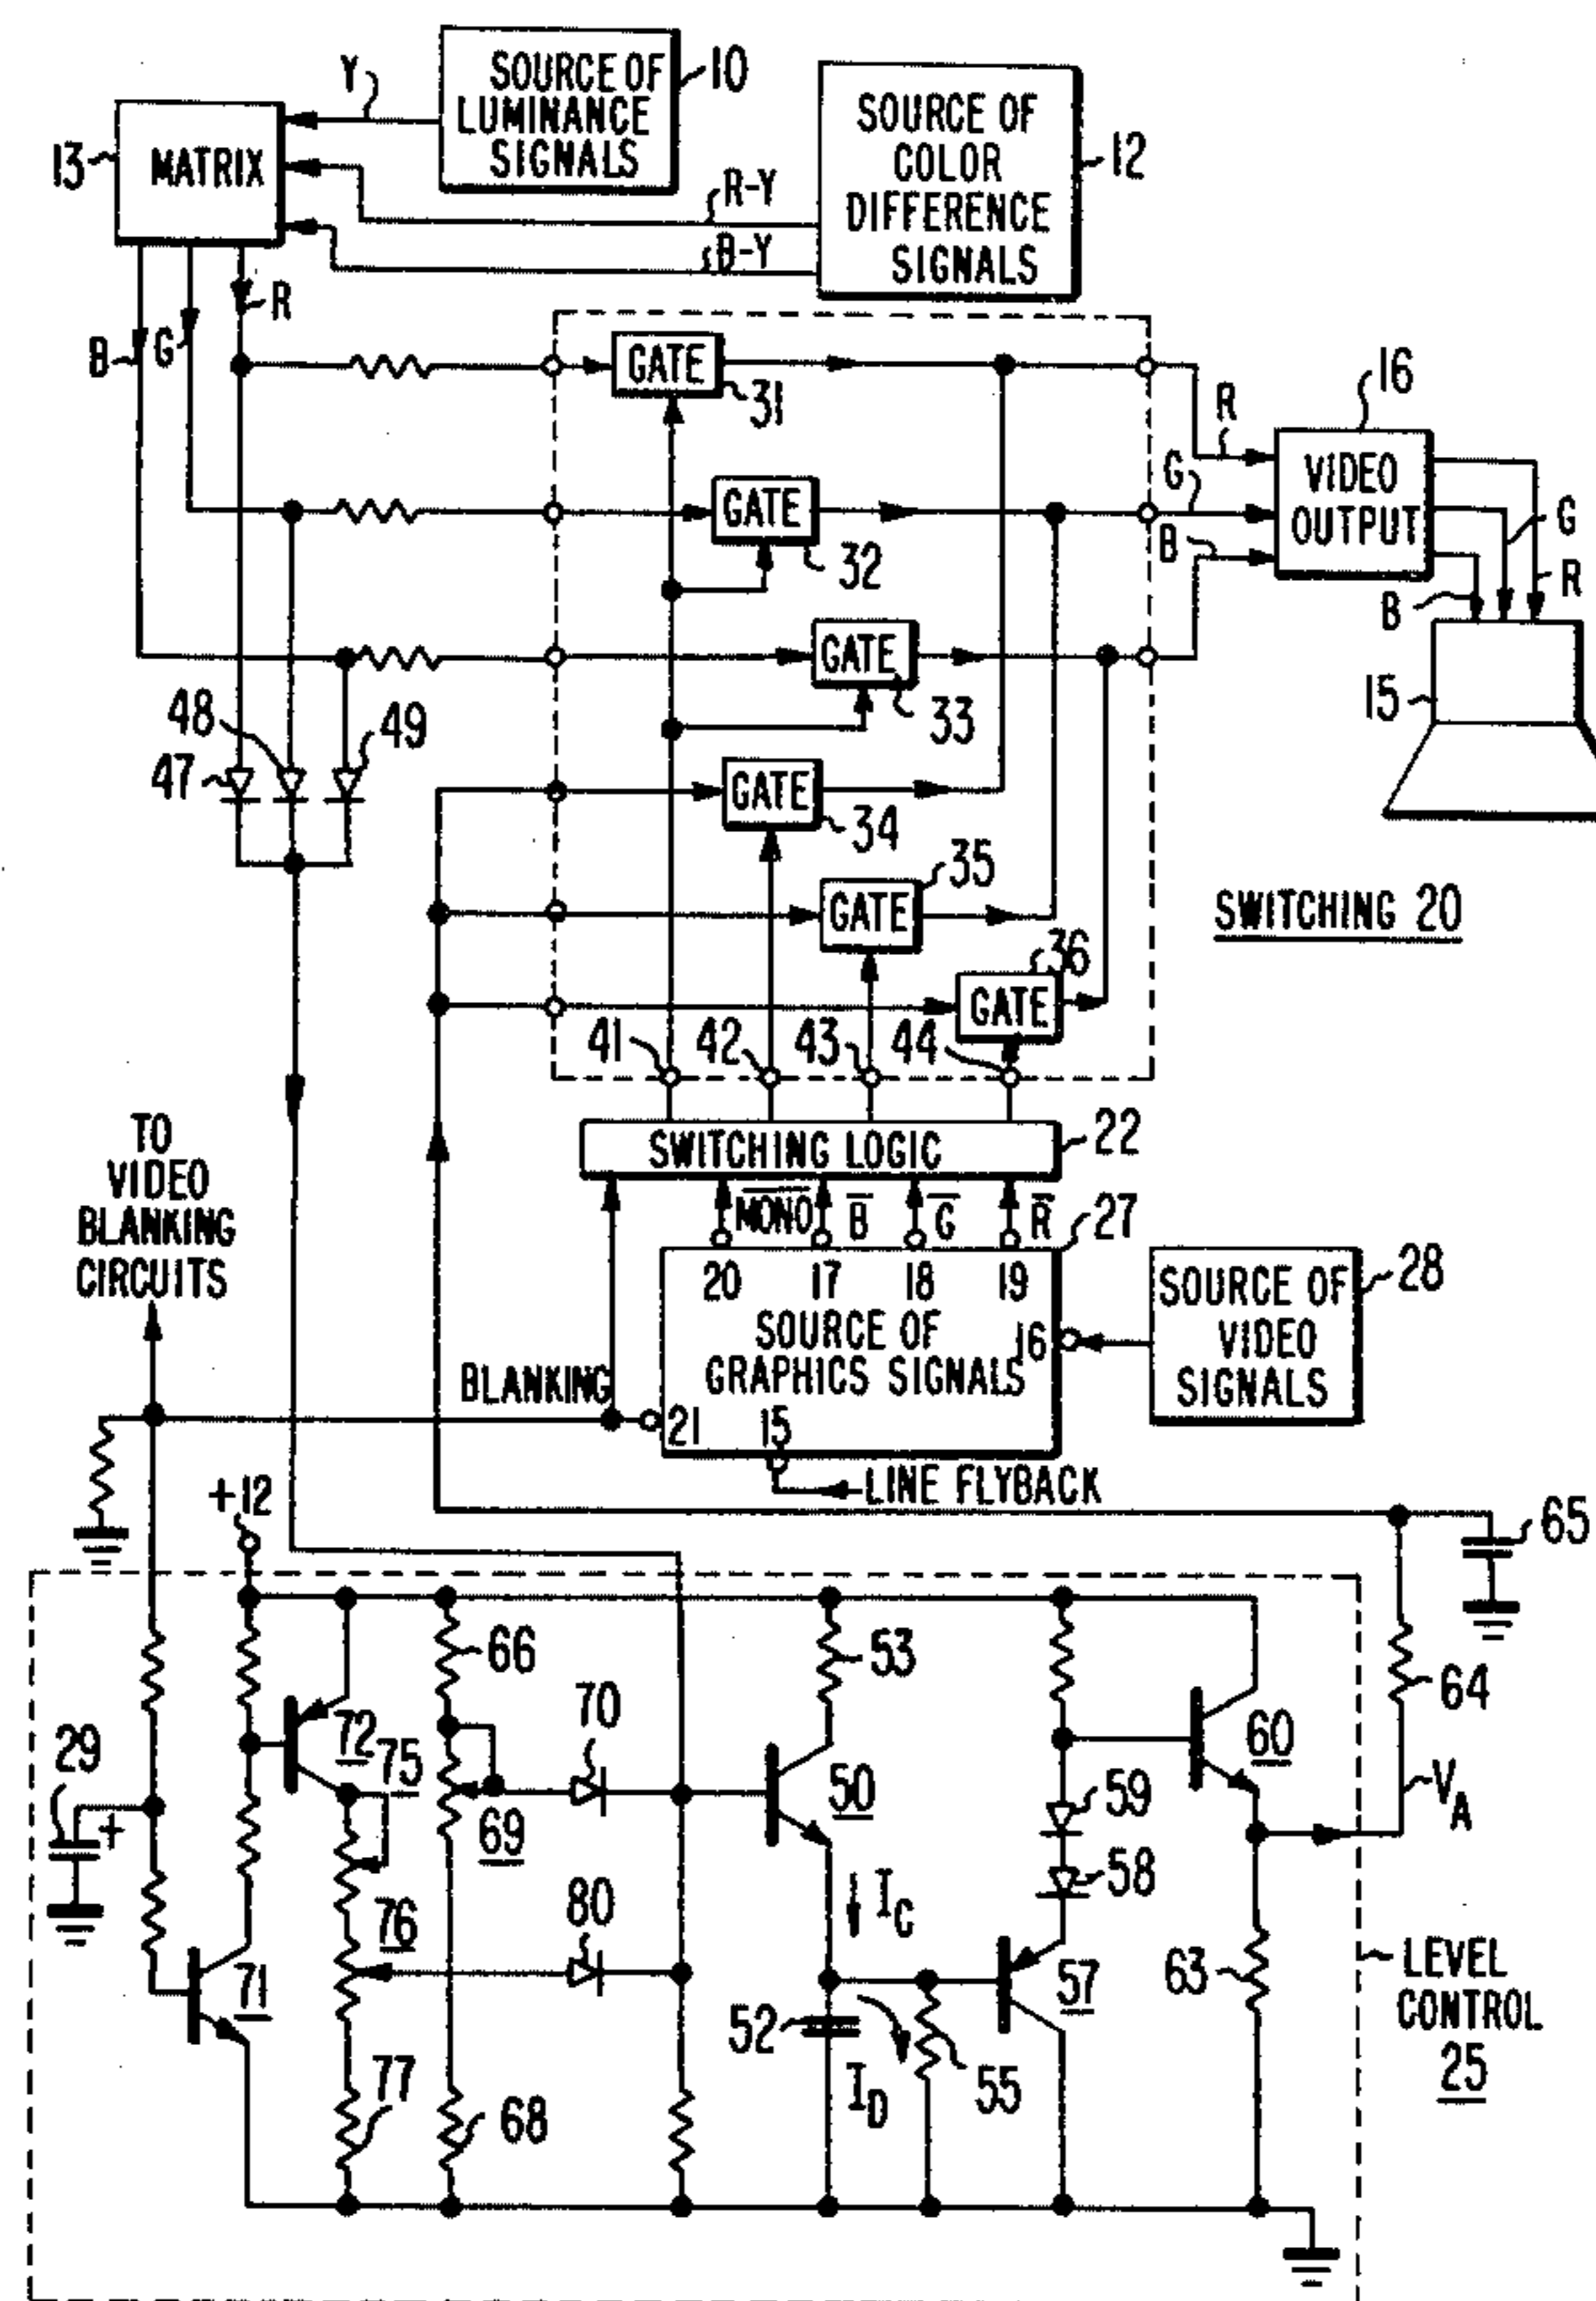 SOURCE OF
LUMINANCE
SIGNALS
10
Y
SOURCE OF
COLOR
DIFFERENCE
SIGNALS
12
13
MATRIX
R-Y
B-Y
R
B
G
GATE
31
16
R
G
B
VIDEO
OUTPUT
GATE
32
G
R
B
GATE
33
15
48
49
47
GATE
34
35
GATE
SWITCHING 20
36
GATE
41
42
43
44
TO
VIDEO
BLANKING
CIRCUITS
SWITCHING LOGIC
22
M̅O̅N̅O̅
B̅
G̅
R̅
27
20
17
18
19
SOURCE OF
GRAPHICS SIGNALS
16
SOURCE OF
VIDEO
SIGNALS
28
BLANKING
21
15
LINE FLYBACK
+12
65
66
53
64
29
+
72
75
70
50
60
VA
69
59
58
76
80
IC
71
57
63
LEVEL
CONTROL
25
52
ID
55
77
68